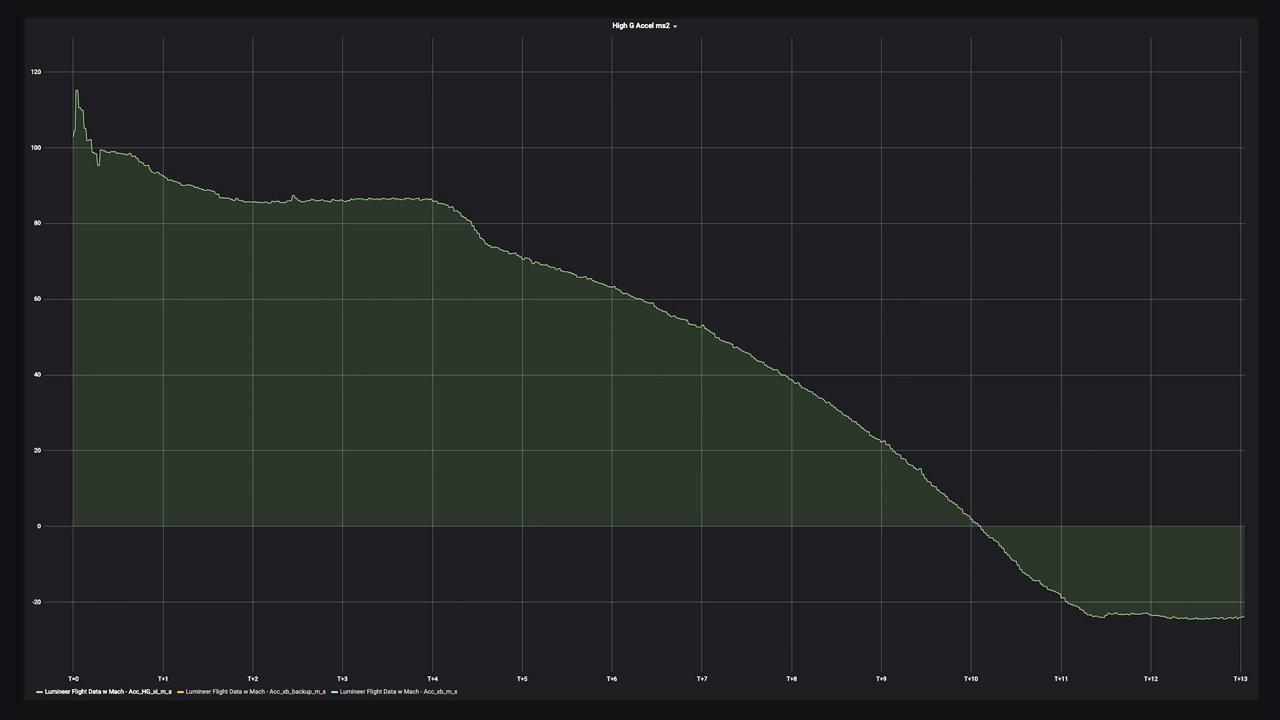 High G Accel ms2
120
100
80
60
40
20
0
-20
T+0 T+1 T+2 T+3 T+4 T+5 T+6 T+7 T+8 T+9 T+10 T+11 T+12 T+13
Lumineer Flight Data w Mach - Acc_HG_xl_m_s Lumineer Flight Data w Mach - Acc_xb_backup_m_s Lumineer Flight Data w Mach - Acc_xb_m_s